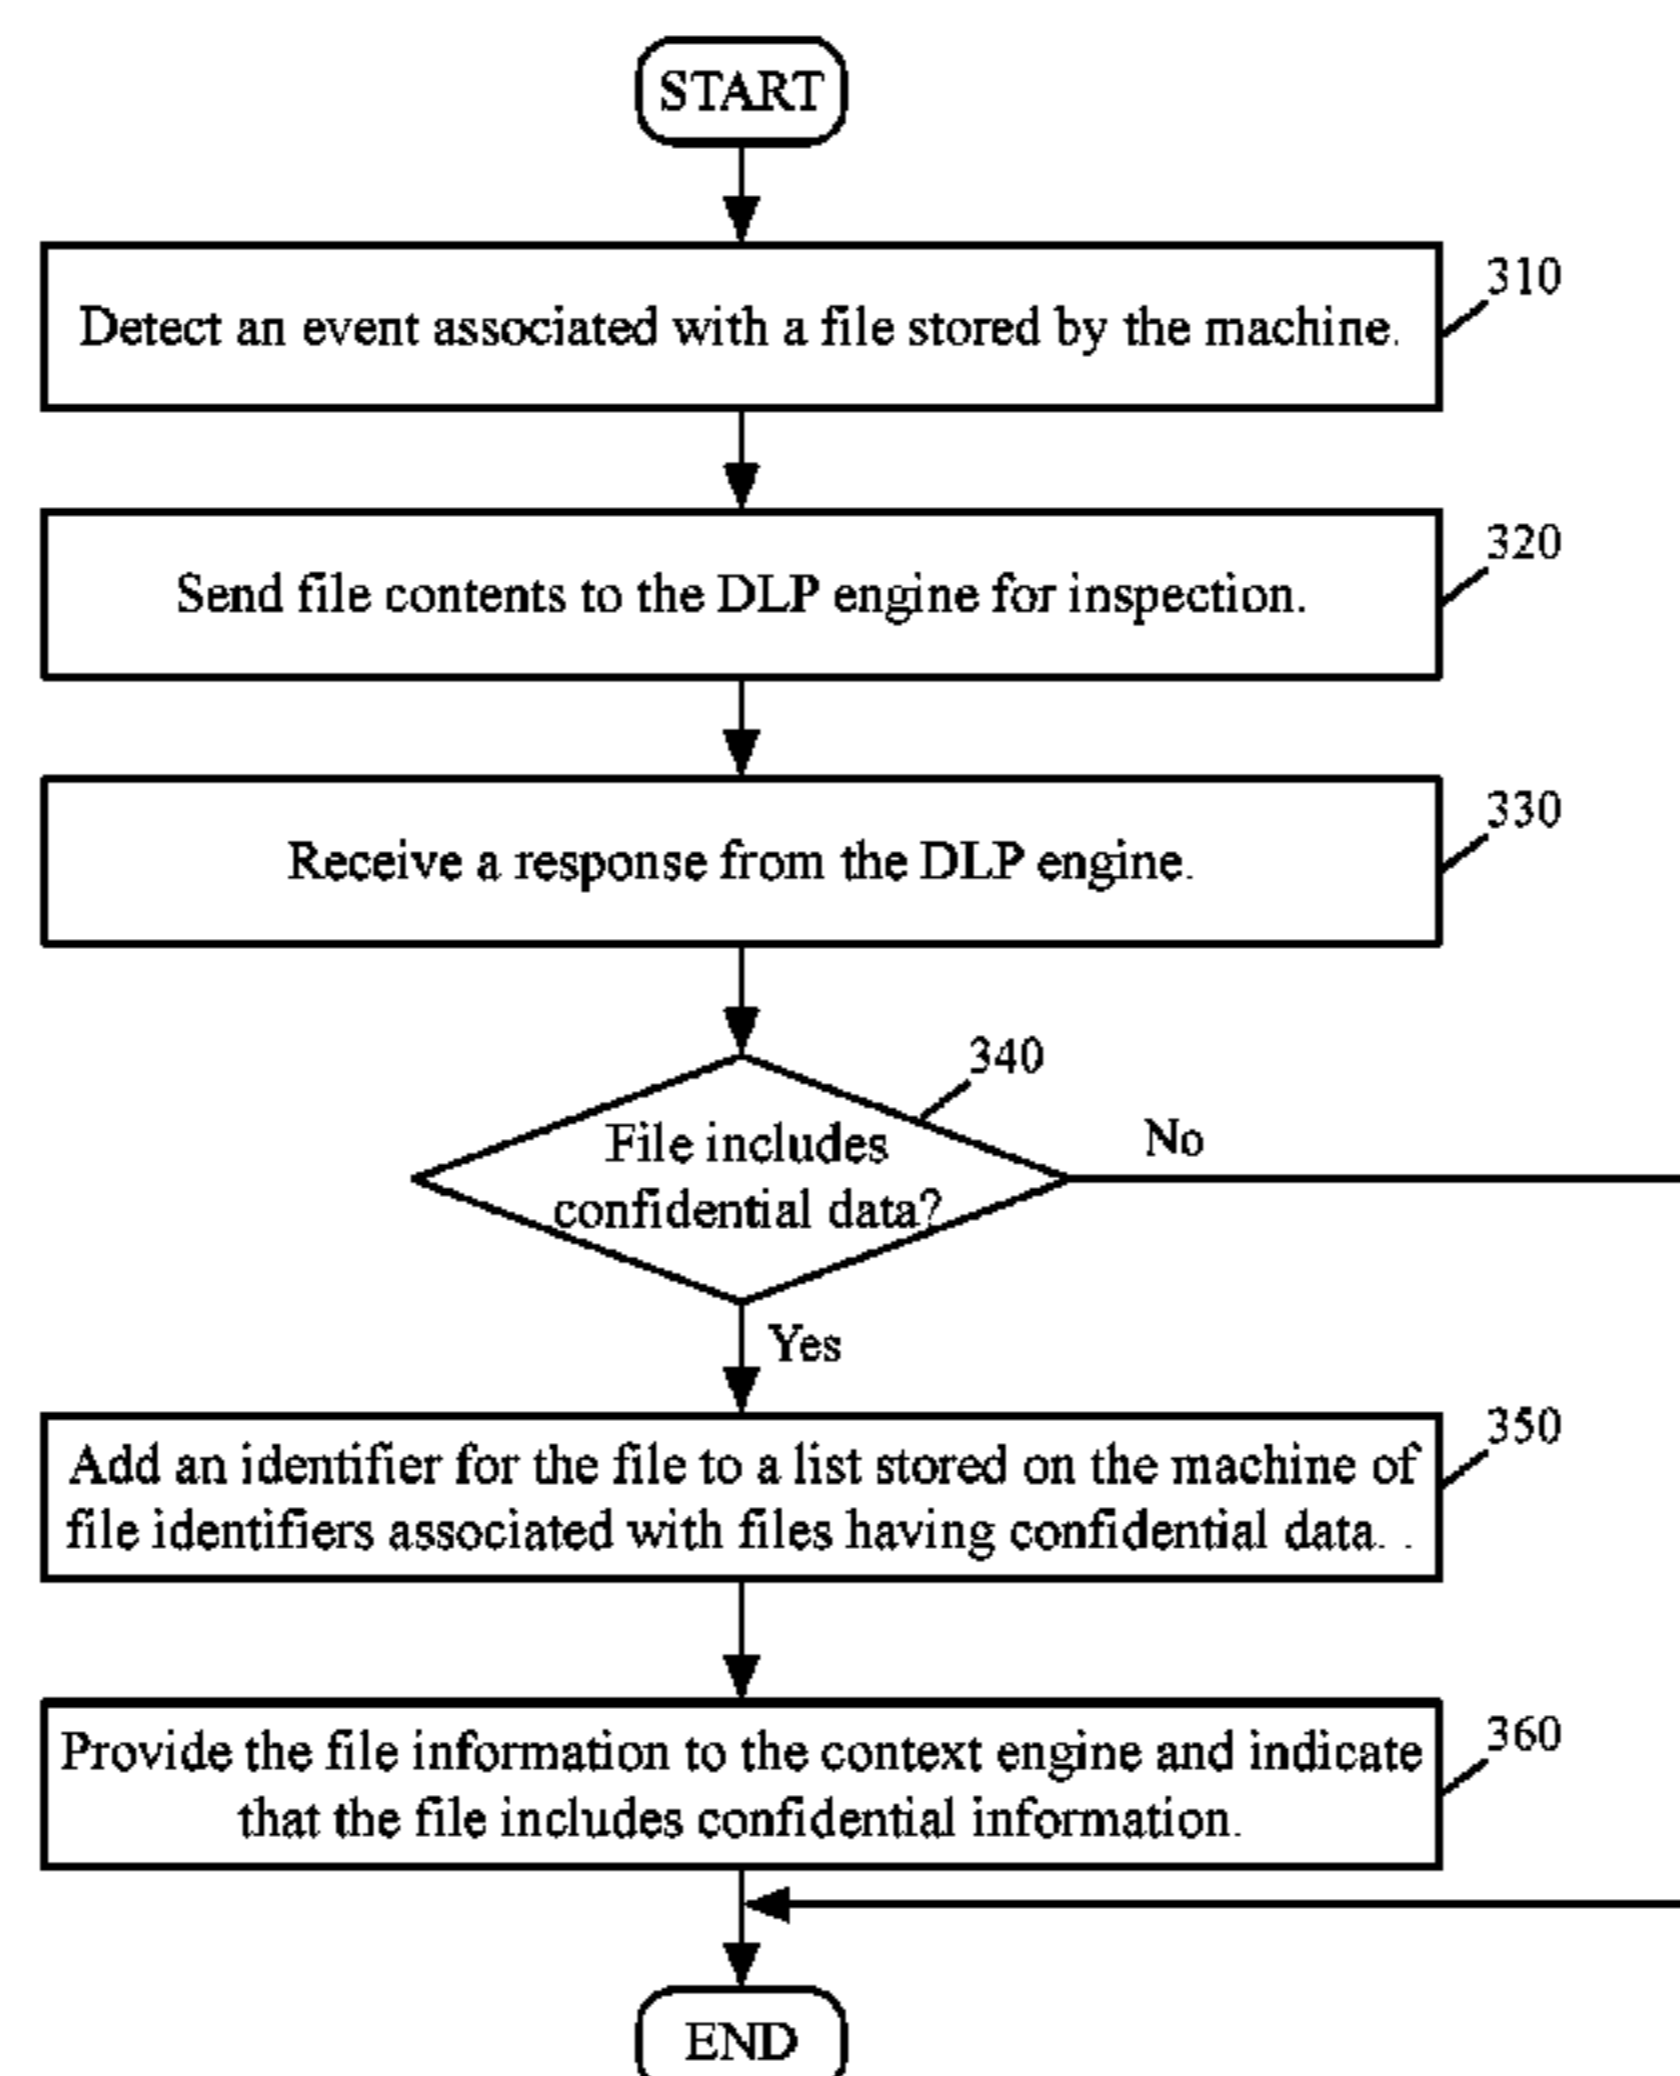 START
310
Detect an event associated with a file stored by the machine.
320
Send file contents to the DLP engine for inspection.
330
Receive a response from the DLP engine.
340
File includes
confidential data?
No
Yes
350
Add an identifier for the file to a list stored on the machine of
file identifiers associated with files having confidential data. .
360
Provide the file information to the context engine and indicate
that the file includes confidential information.
END